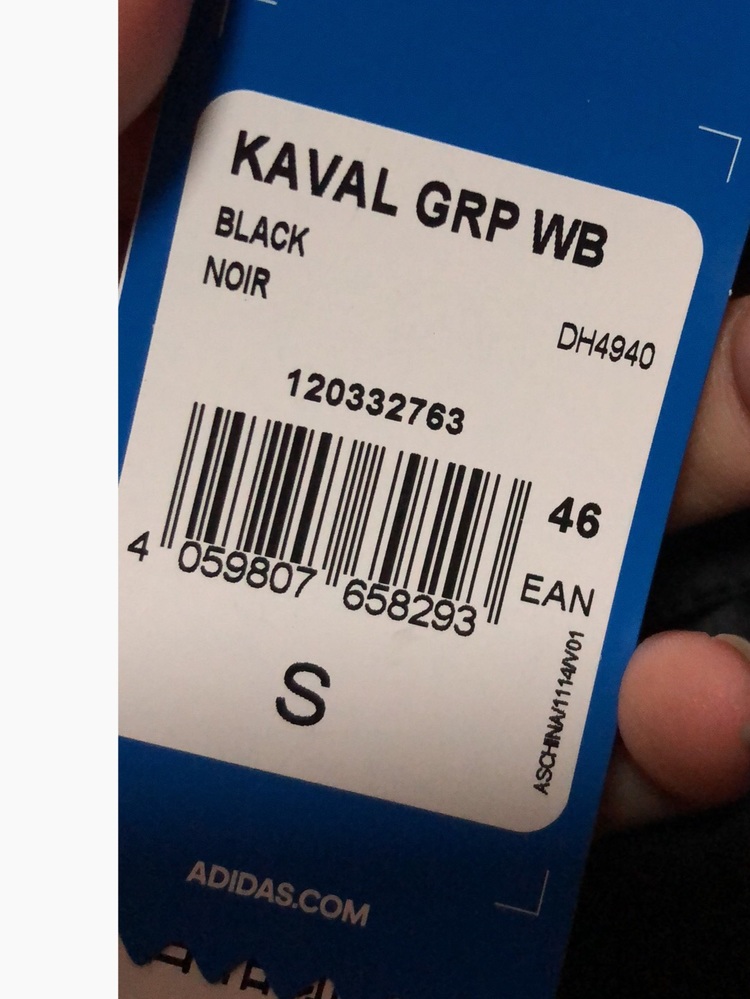 KAVAL GRP WB
BLACK
NOIR
DH4940
120332763
46
4 059807 658293
EAN
S
ASCHINA/1114/V01
ADIDAS.COM